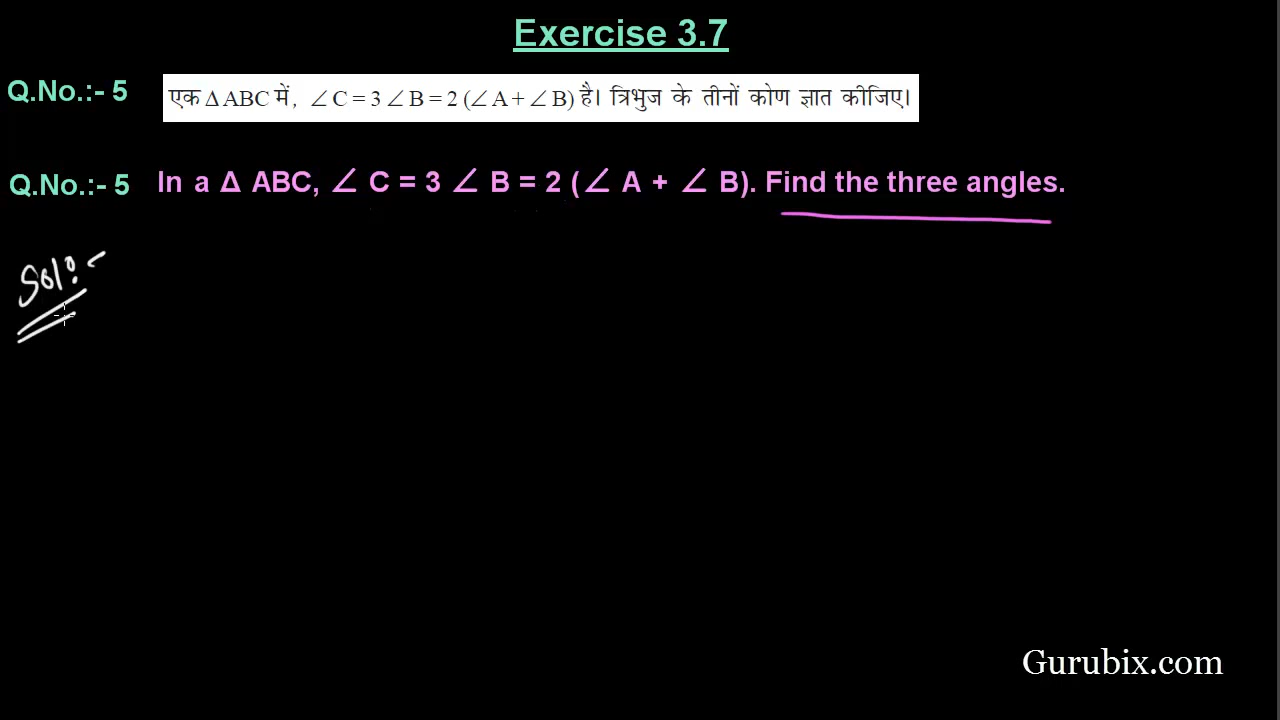 Exercise 3.7
Q.No.:- 5
एक Δ ABC में, ∠ C = 3 ∠ B = 2 (∠ A + ∠ B) है। त्रिभुज के तीनों कोण ज्ञात कीजिए।
Q.No.:- 5 In a Δ ABC, ∠ C = 3 ∠ B = 2 (∠ A + ∠ B). Find the three angles.
Sol: -
Gurubix.com